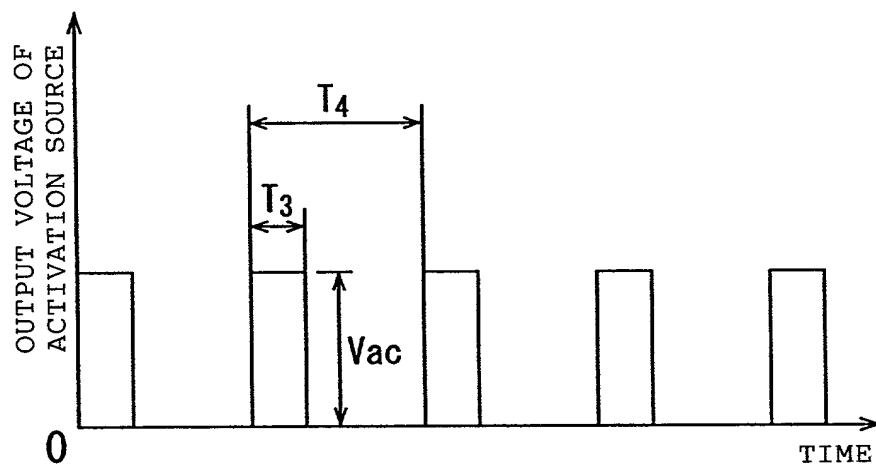 OUTPUT VOLTAGE OF
ACTIVATION SOURCE
T4
T3
Vac
0
TIME